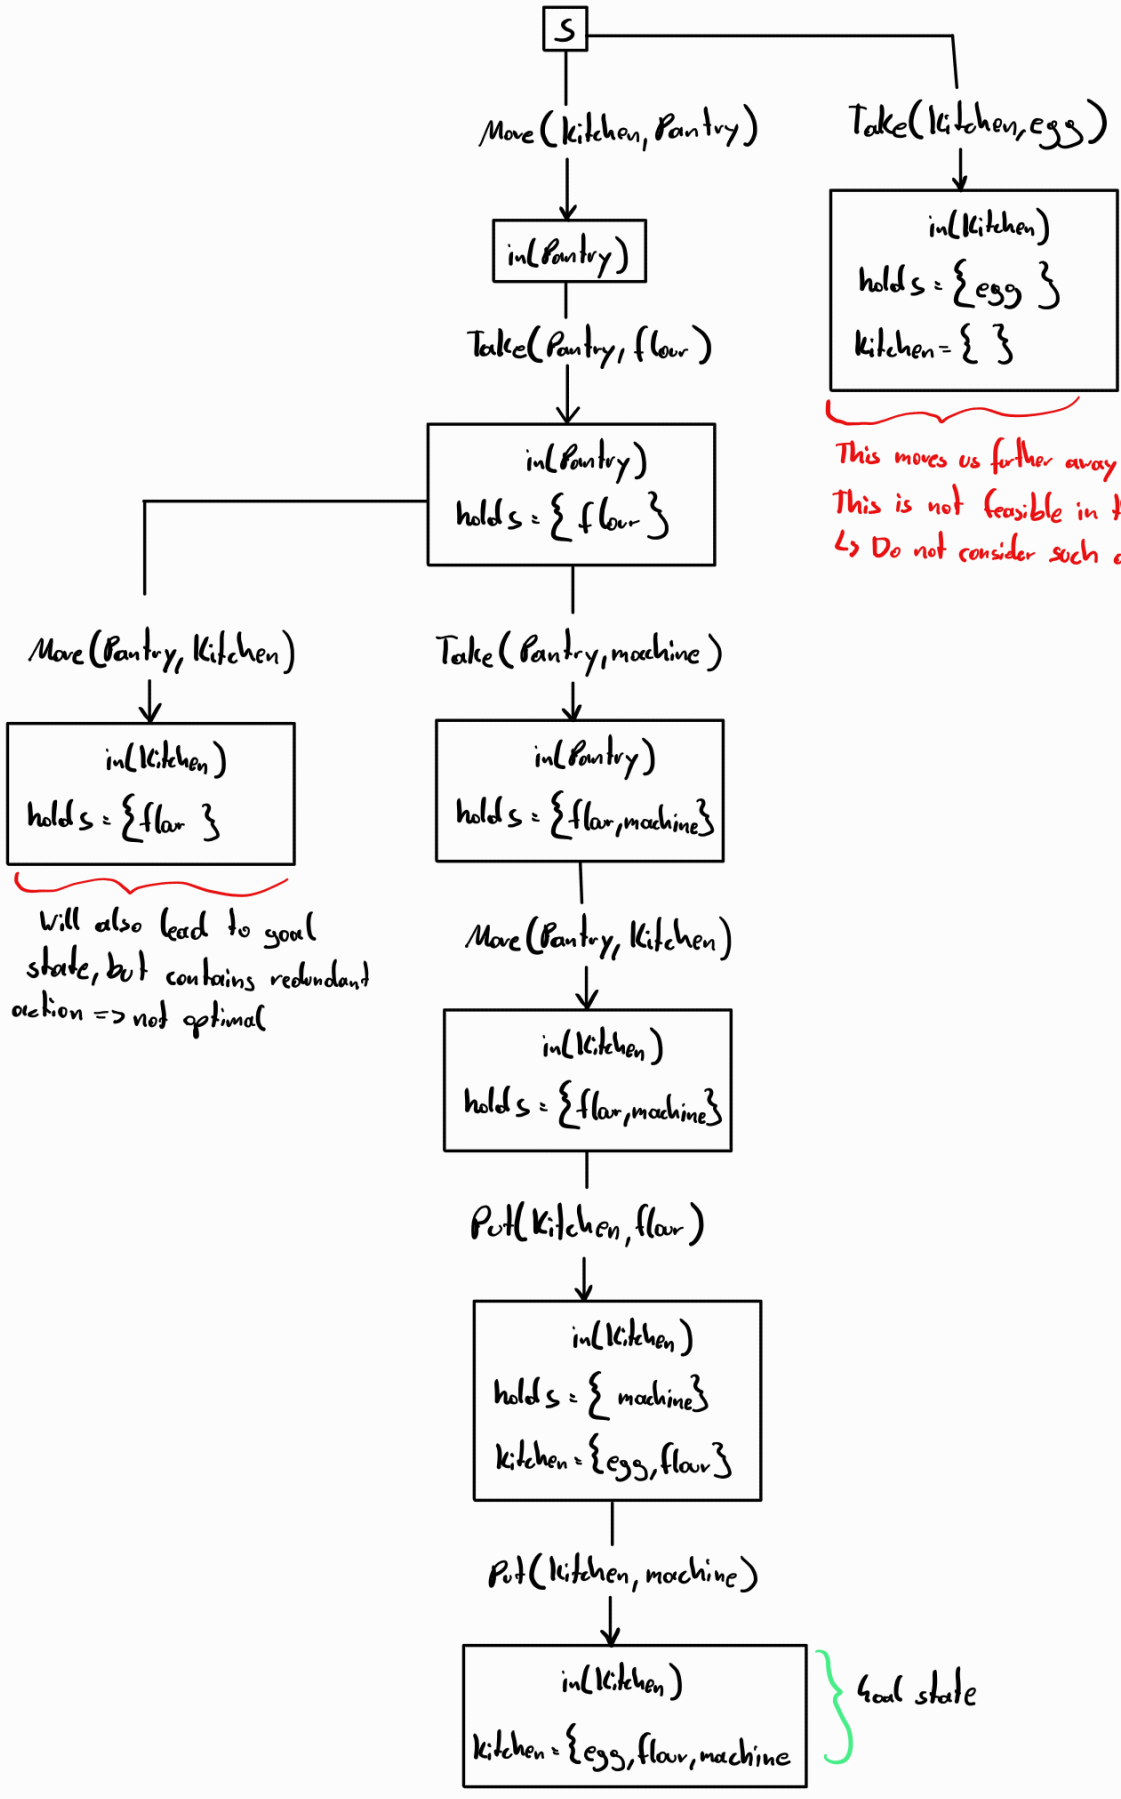 S
Move(Kitchen, Pantry)
Take(Kitchen, egg)
in(Pantry)
in(Kitchen)
holds = { egg }
Kitchen = { }
Take(Pantry, flour)
in(Pantry)
holds = { flour }
This moves us further away
This is not feasible in
↳ Do not consider such
Move(Pantry, Kitchen)
Take(Pantry, machine)
in(Kitchen)
holds = {flour }
in(Pantry)
holds = {flour, machine}
Will also lead to goal
state, but contains redundant
action => not optimal
Move(Pantry, Kitchen)
in(Kitchen)
holds = {flour, machine}
Put(Kitchen, flour)
in(Kitchen)
holds = { machine}
Kitchen = {egg, flour}
Put(Kitchen, machine)
in(Kitchen)
Kitchen = {egg, flour, machine
Goal state